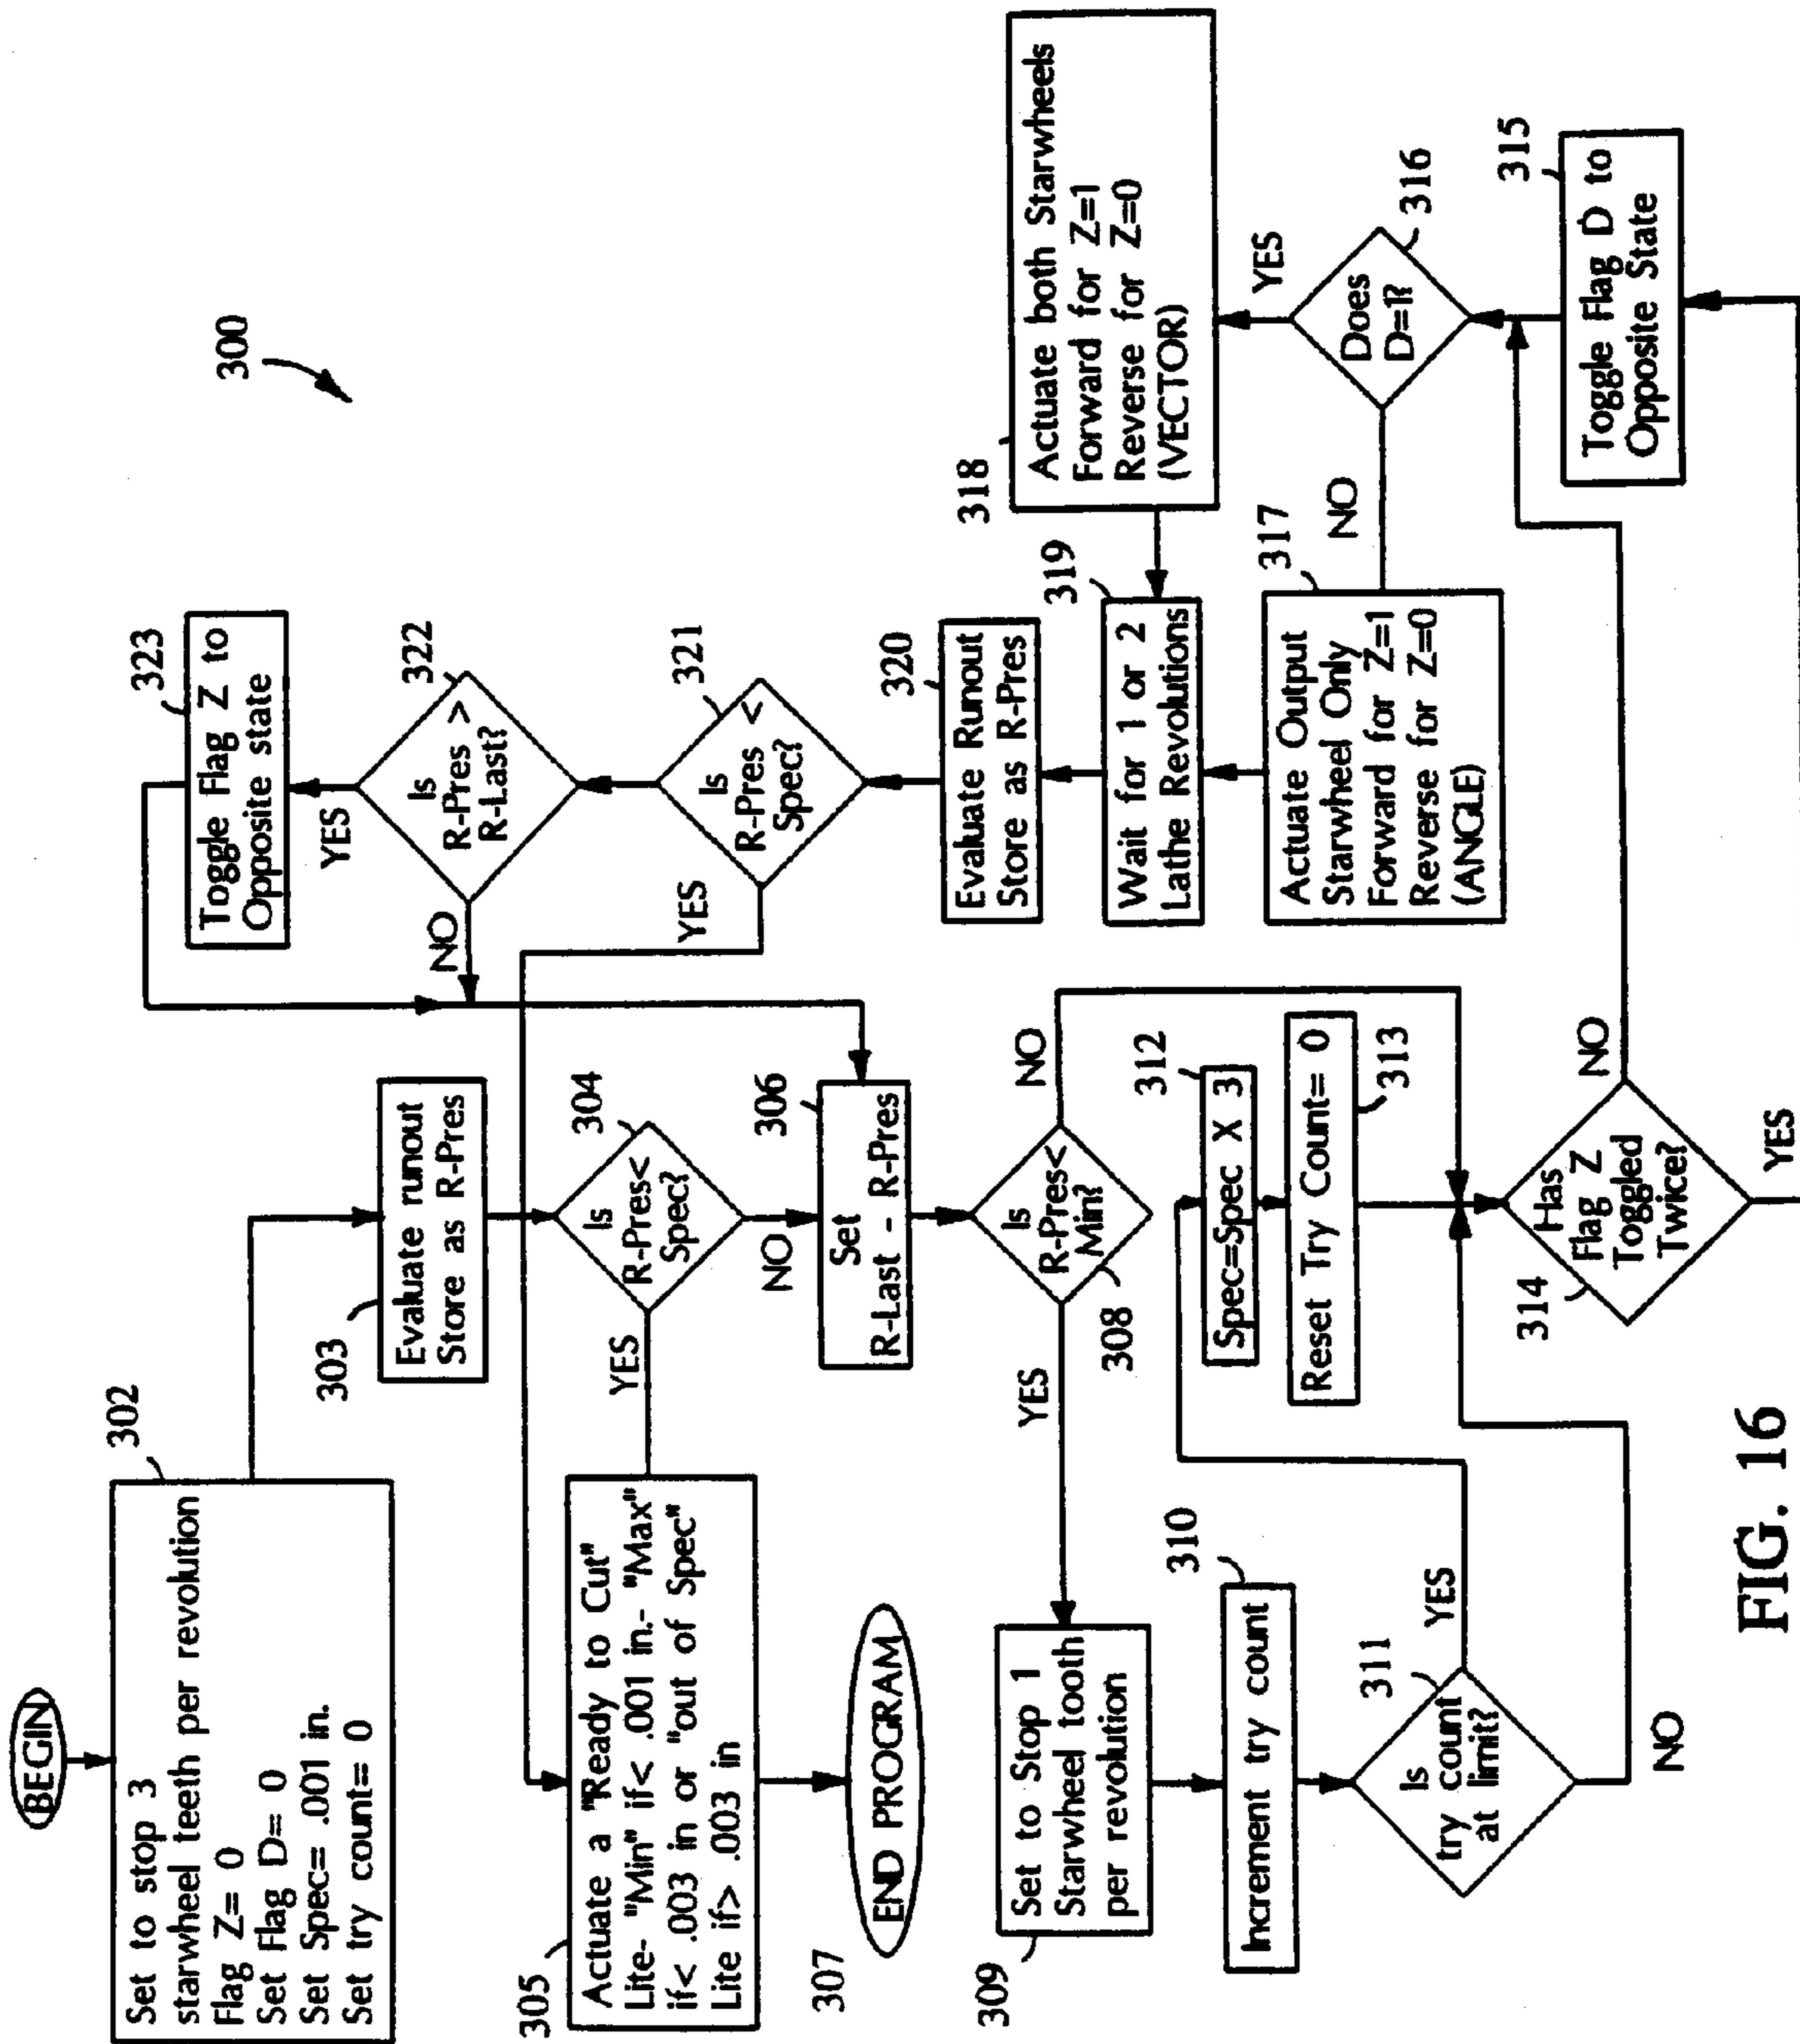 300
BEGIN
302
Set to stop 3
starwheel teeth per revolution
Flag Z= 0
Set Flag D= 0
Set Spec= .001 in.
Set try count= 0
303
Evaluate runout
Store as R-Pres
304
Is
R-Pres<
Spec?
YES
NO
305
Actuate a "Ready to Cut"
Lite- "Min" if< .001 in.- "Max"
if< .003 in or "out of Spec"
Lite if> .003 in
307
END PROGRAM
306
Set
R-Last - R-Pres
308
Is
R-Pres<
Min?
YES
NO
309
Set to Stop 1
Starwheel tooth
per revolution
310
Increment try count
311
Is
try count
at limit?
YES
NO
312
Spec=Spec X 3
313
Reset Try Count= 0
314
Has
Flag Z
Toggled
Twice?
NO
YES
315
Toggle Flag D to
Opposite State
316
Does
D=1?
YES
NO
317
Actuate Output
Starwheel Only
Forward for Z=1
Reverse for Z=0
(ANGLE)
318
Actuate both Starwheels
Forward for Z=1
Reverse for Z=0
(VECTOR)
319
Wait for 1 or 2
Lathe Revolutions
320
Evaluate Runout
Store as R-Pres
321
Is
R-Pres <
Spec?
YES
322
Is
R-Pres >
R-Last?
YES
NO
323
Toggle Flag Z to
Opposite state
FIG. 16